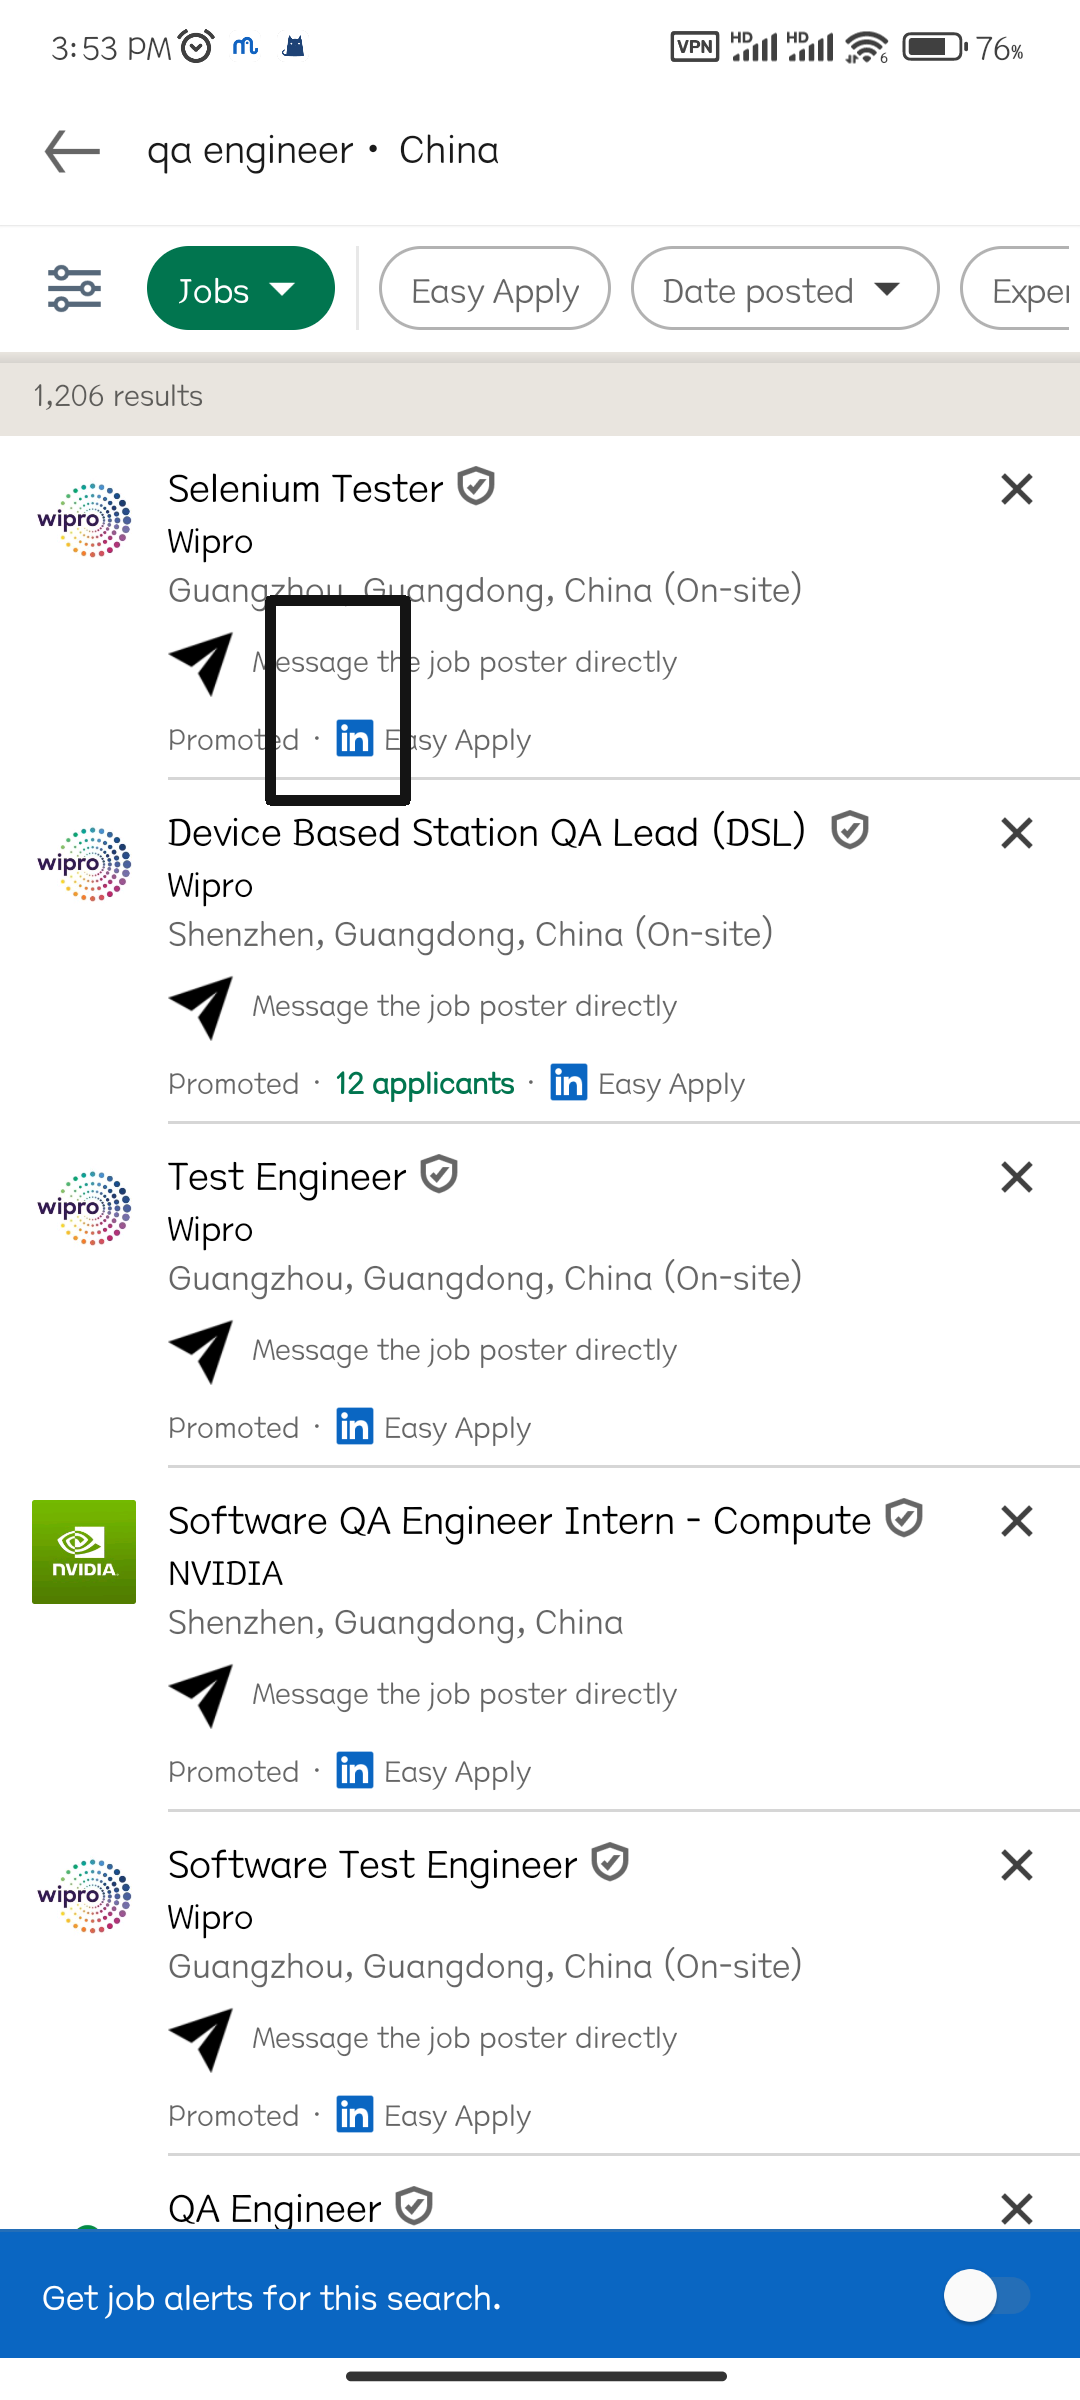 3:53 PM VPN HD HD 6 76%
qa engineer • China
Jobs Easy Apply Date posted Exper
1,206 results
Selenium Tester
wipro
Wipro
Guangzhou, Guangdong, China (On-site)
Message the job poster directly
Promoted · in Easy Apply
Device Based Station QA Lead (DSL)
wipro
Wipro
Shenzhen, Guangdong, China (On-site)
Message the job poster directly
Promoted · 12 applicants · in Easy Apply
Test Engineer
wipro
Wipro
Guangzhou, Guangdong, China (On-site)
Message the job poster directly
Promoted · in Easy Apply
Software QA Engineer Intern - Compute
NVIDIA
NVIDIA
Shenzhen, Guangdong, China
Message the job poster directly
Promoted · in Easy Apply
Software Test Engineer
wipro
Wipro
Guangzhou, Guangdong, China (On-site)
Message the job poster directly
Promoted · in Easy Apply
QA Engineer
Get job alerts for this search.